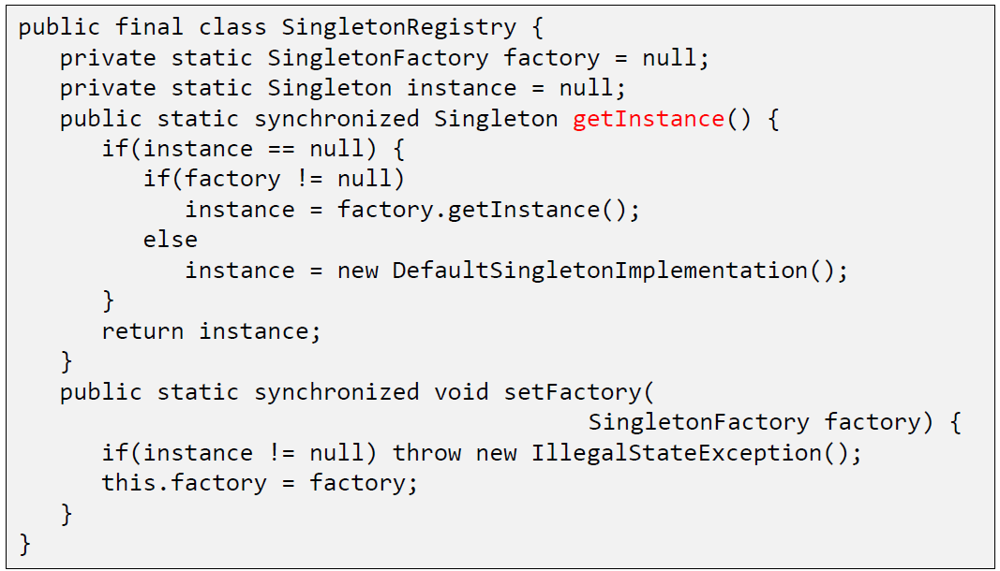 public final class SingletonRegistry {
   private static SingletonFactory factory = null;
   private static Singleton instance = null;
   public static synchronized Singleton getInstance() {
      if(instance == null) {
         if(factory != null)
            instance = factory.getInstance();
         else
            instance = new DefaultSingletonImplementation();
      }
      return instance;
   }
   public static synchronized void setFactory(
                                         SingletonFactory factory) {
      if(instance != null) throw new IllegalStateException();
      this.factory = factory;
   }
}